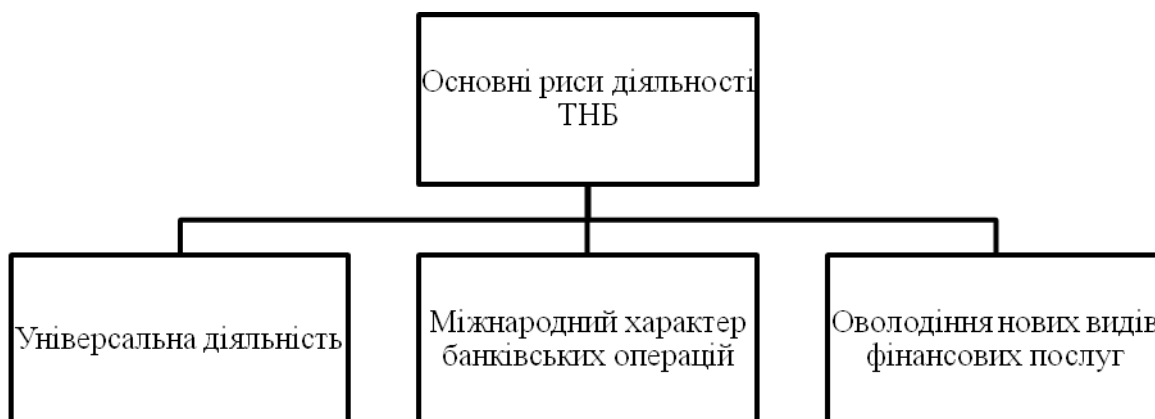 Основні риси діяльності
ТНБ
Універсальна діяльність
Міжнародний характер
банківських операцій
Оволодіння нових видів
фінансових послуг